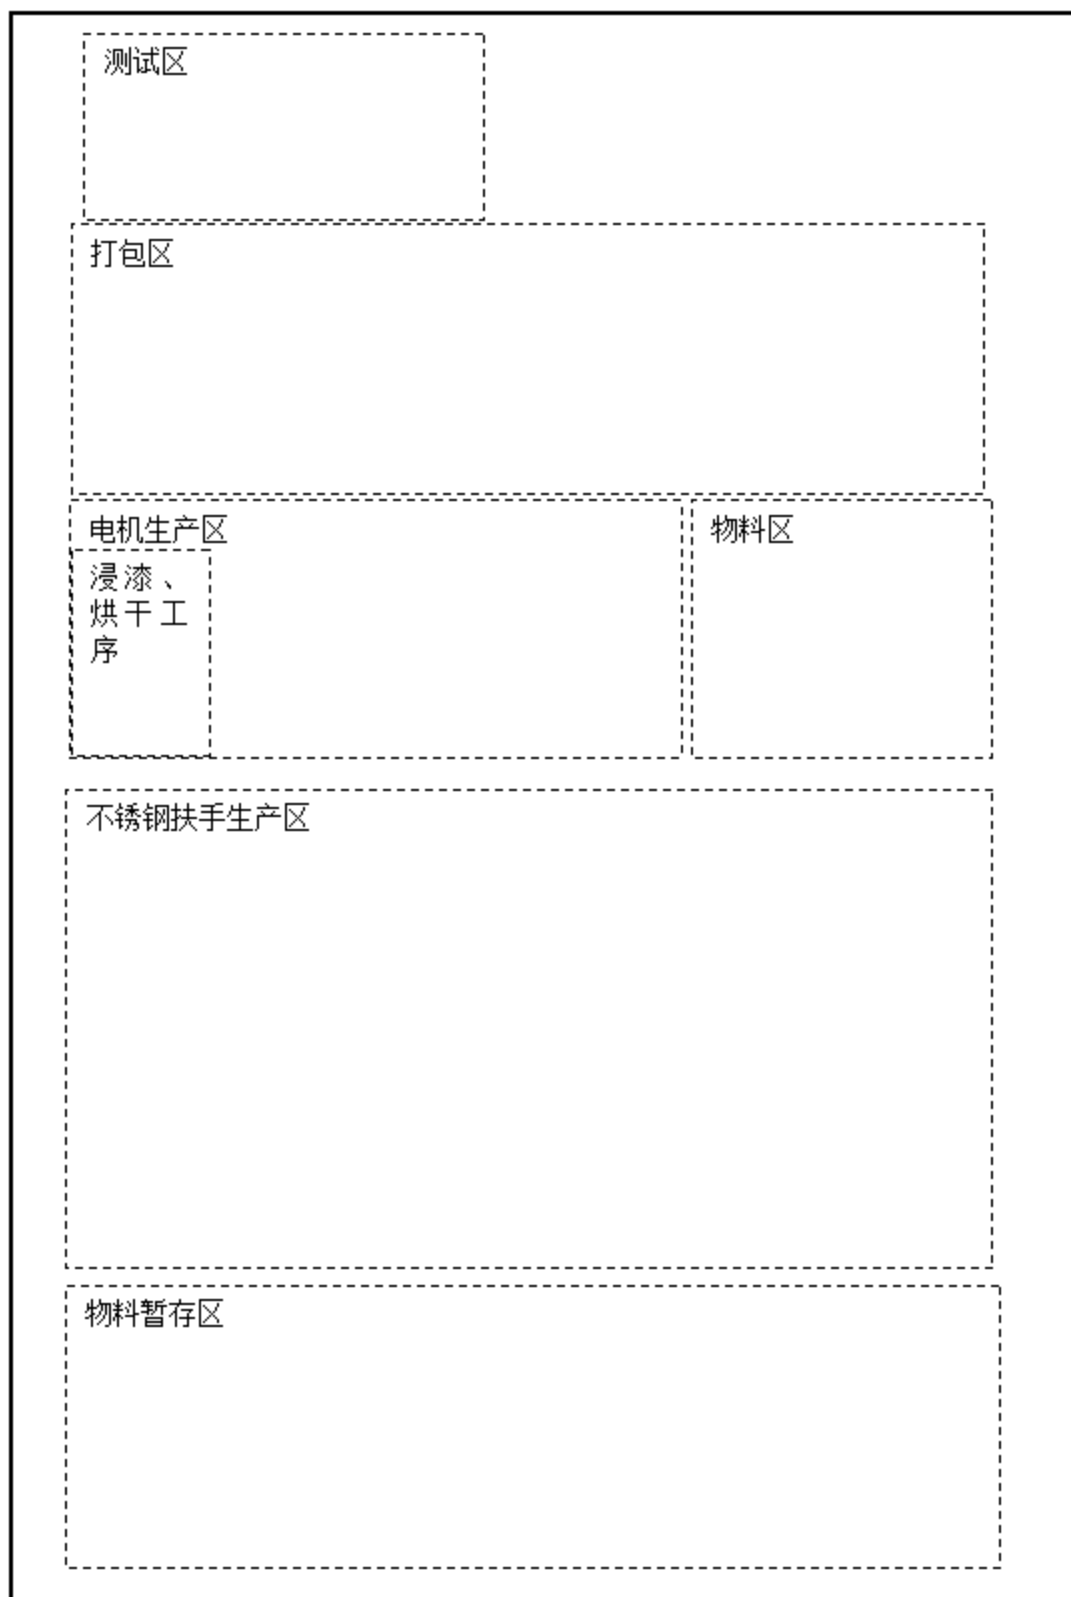 测试区
打包区
电机生产区
物料区
浸漆、
烘干工
序
不锈钢扶手生产区
物料暂存区